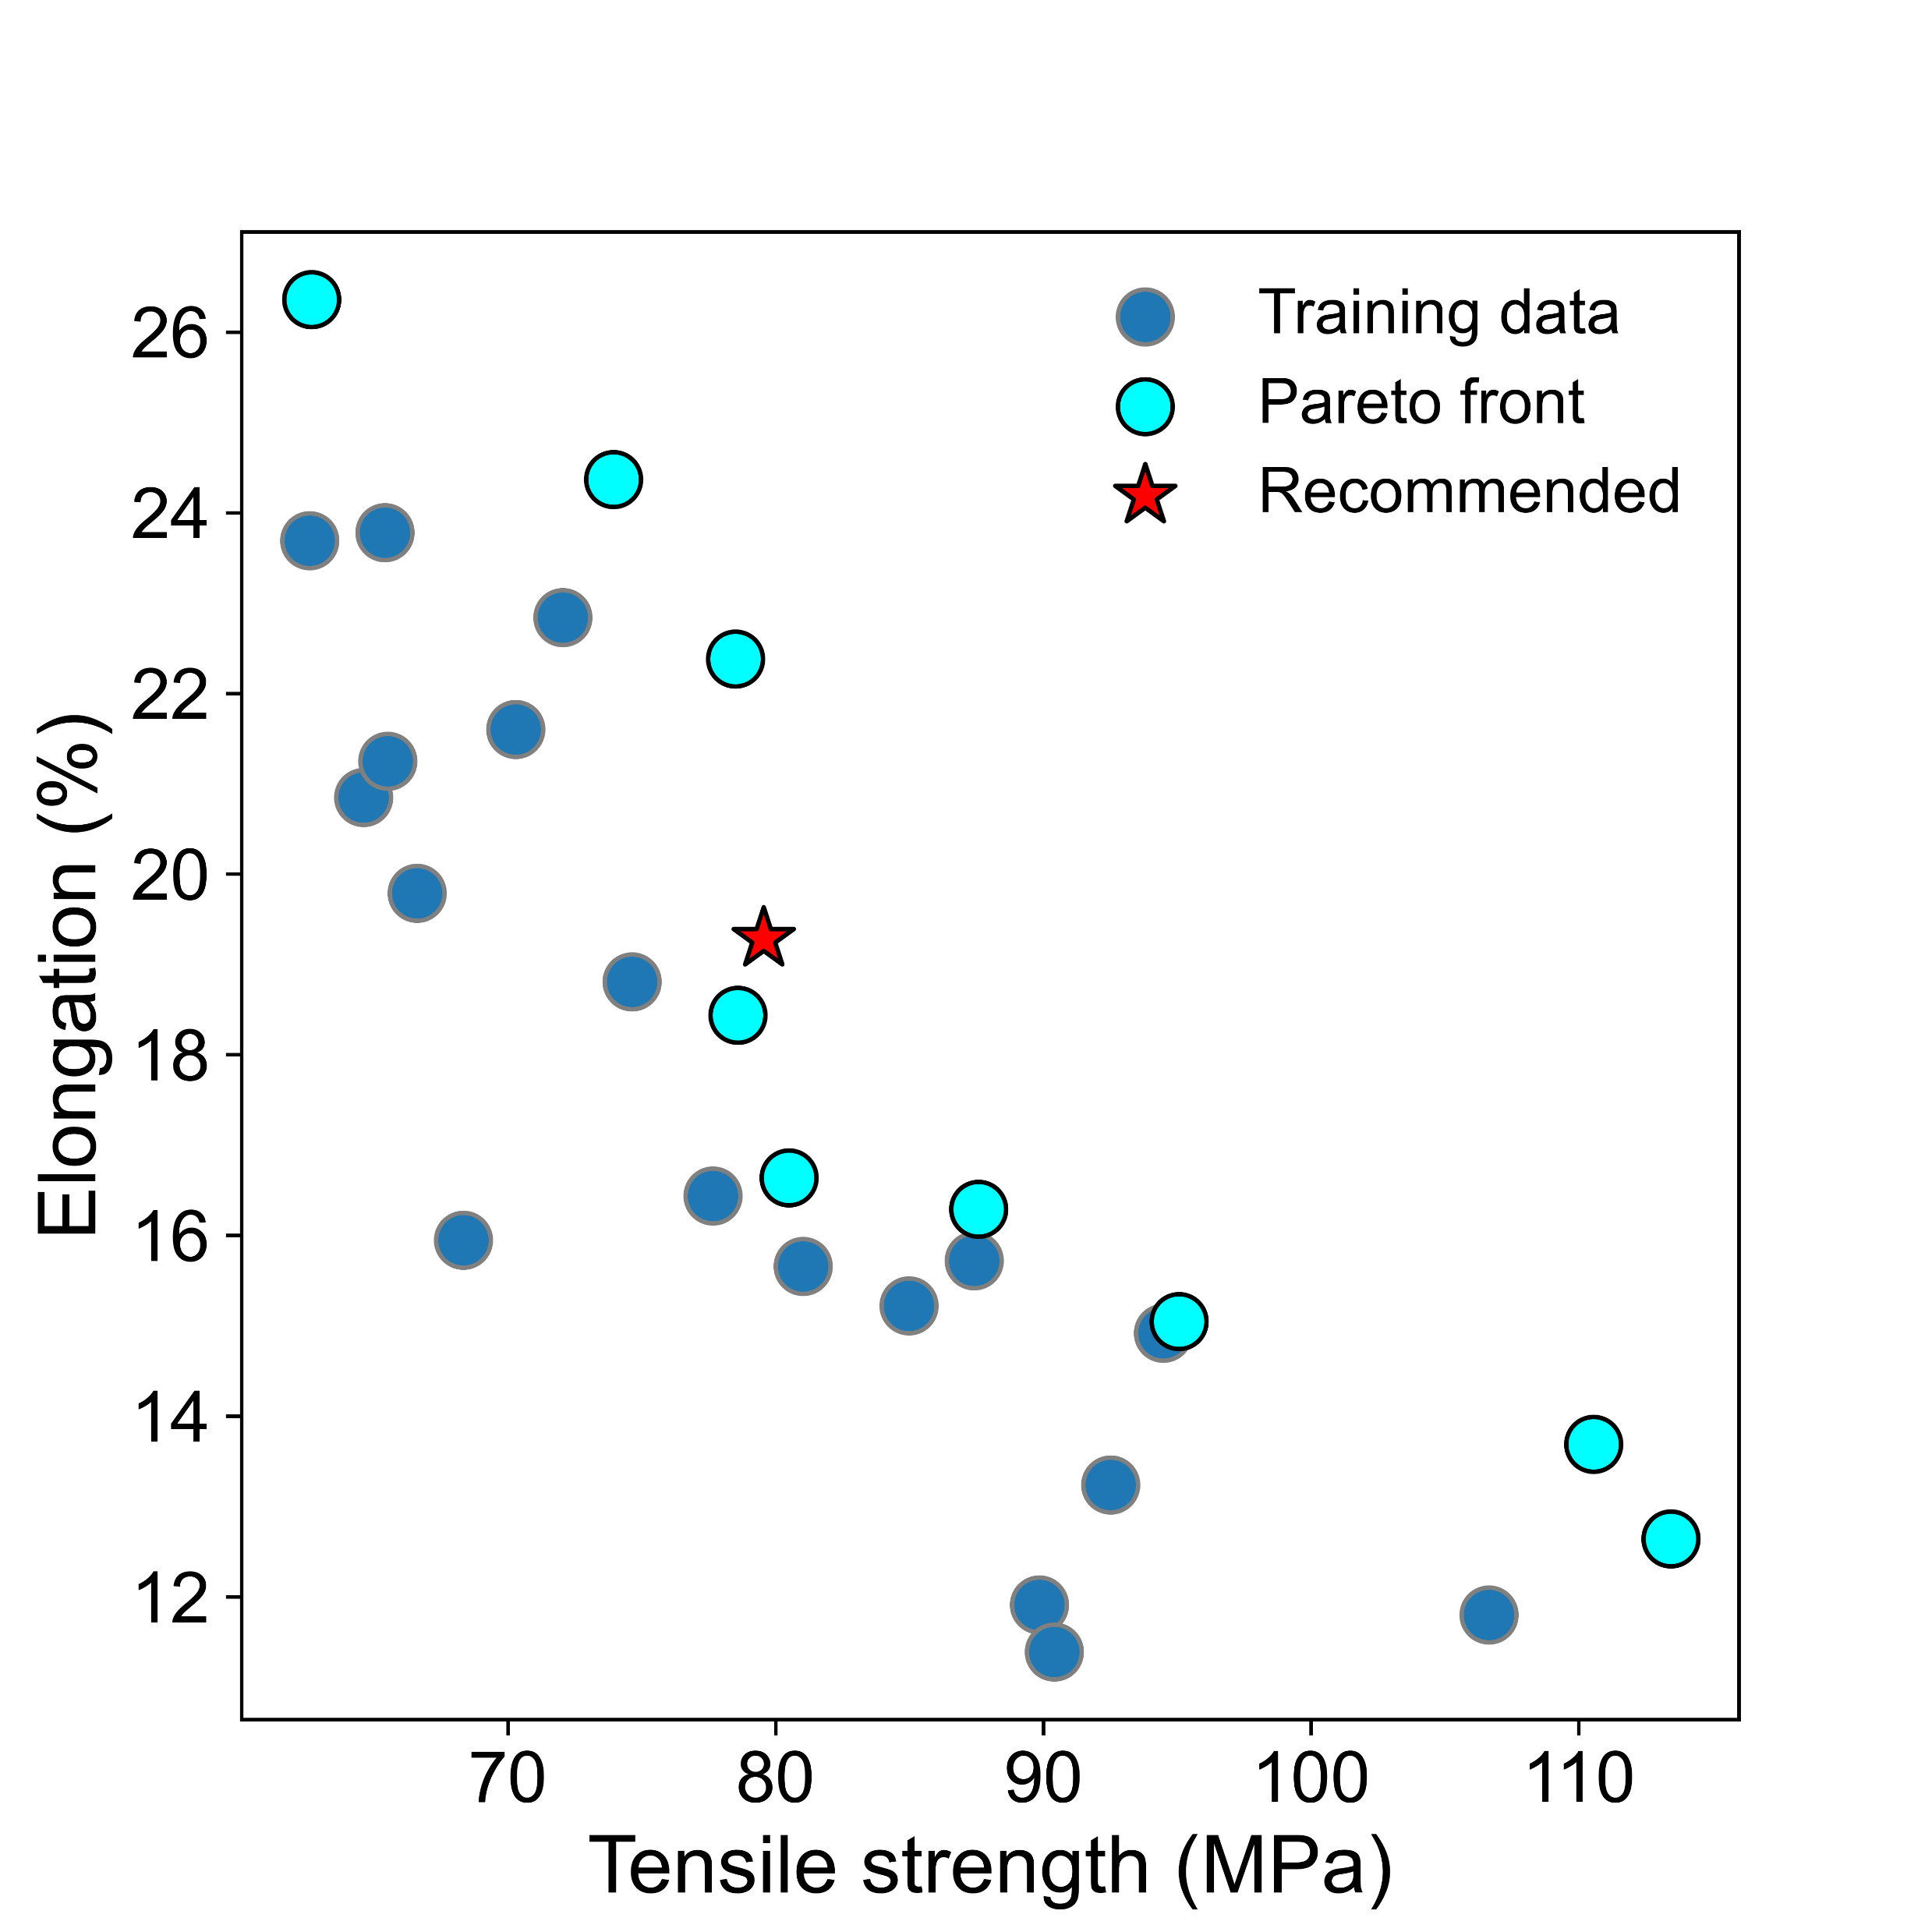 Training data
Pareto front
Recommended
26
24
22
20
18
16
14
12
Elongation (%)
70 80 90 100 110
Tensile strength (MPa)